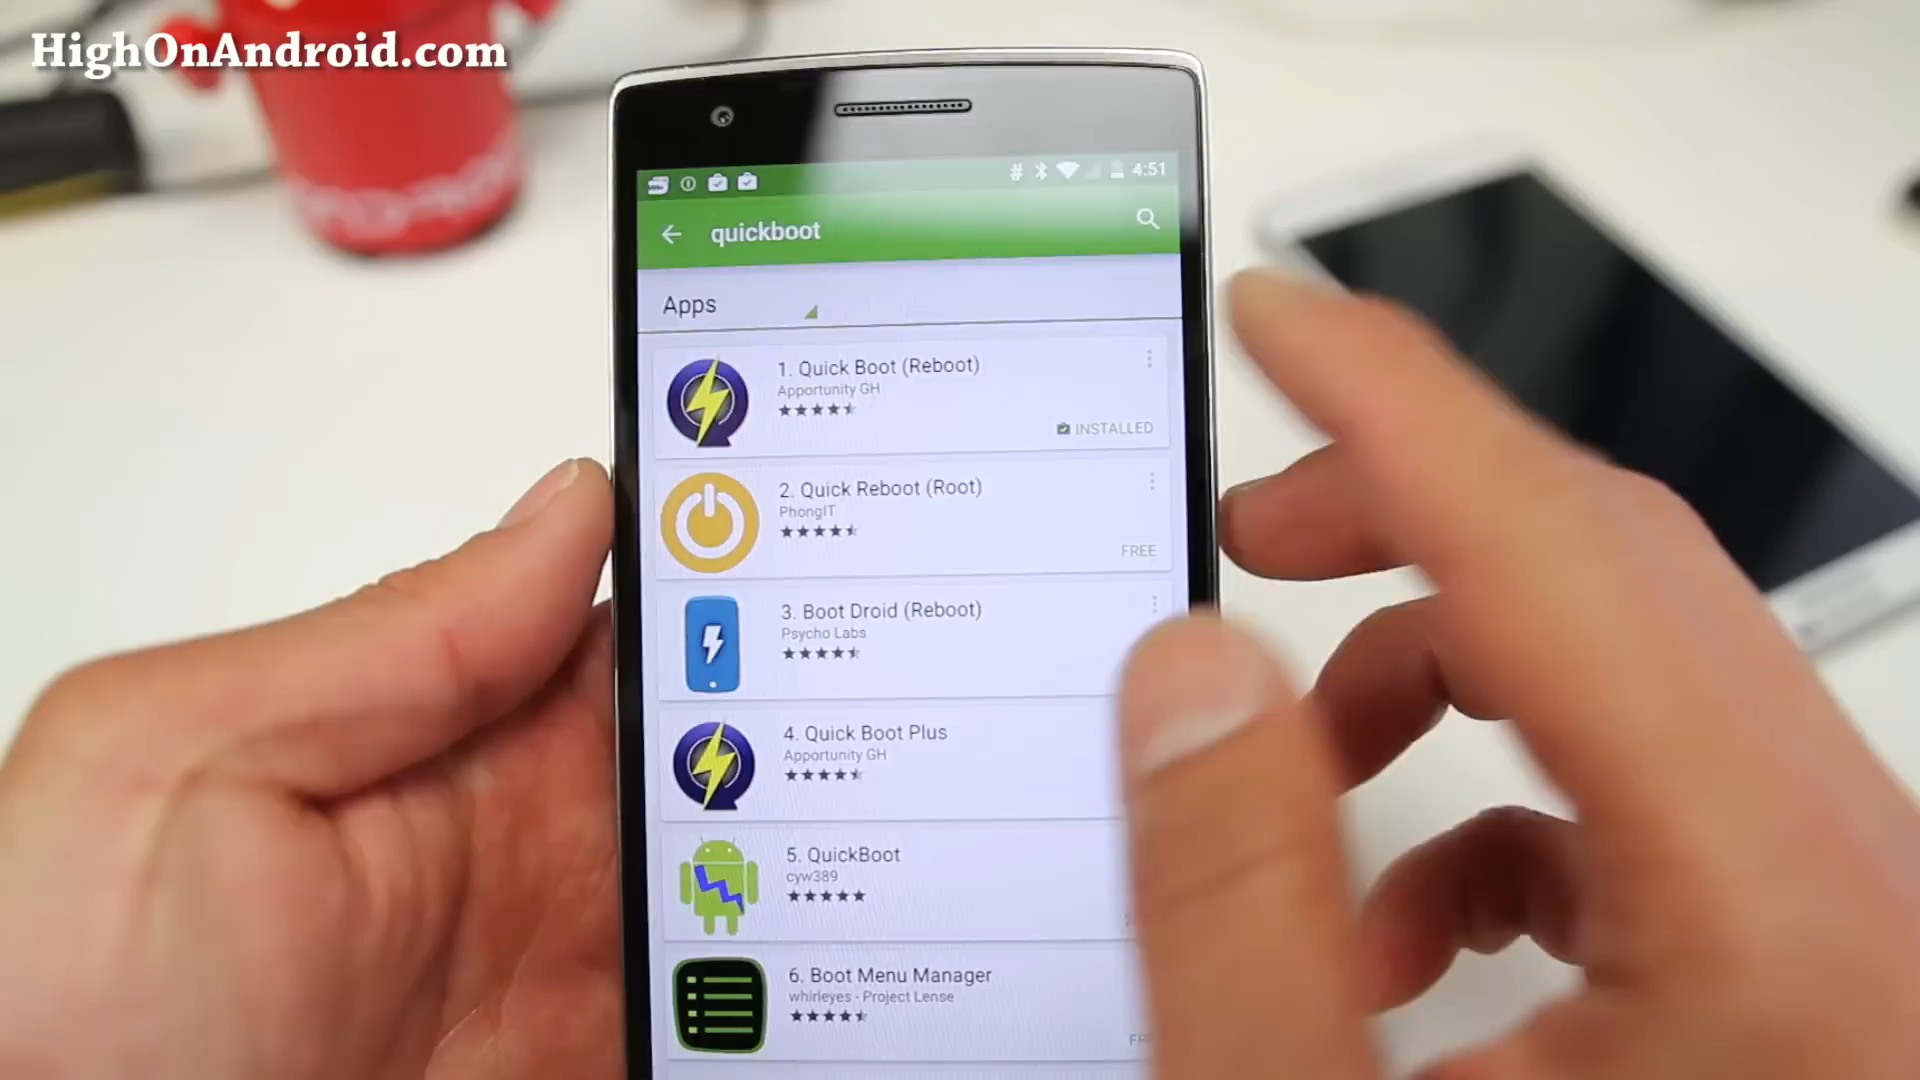 HighOnAndroid.com
# 4:51
quickboot
Apps
1. Quick Boot (Reboot)
Apportunity GH
INSTALLED
2. Quick Reboot (Root)
PhongIT
FREE
3. Boot Droid (Reboot)
Psycho Labs
4. Quick Boot Plus
Apportunity GH
5. QuickBoot
cyw389
6. Boot Menu Manager
whirleyes - Project Lense